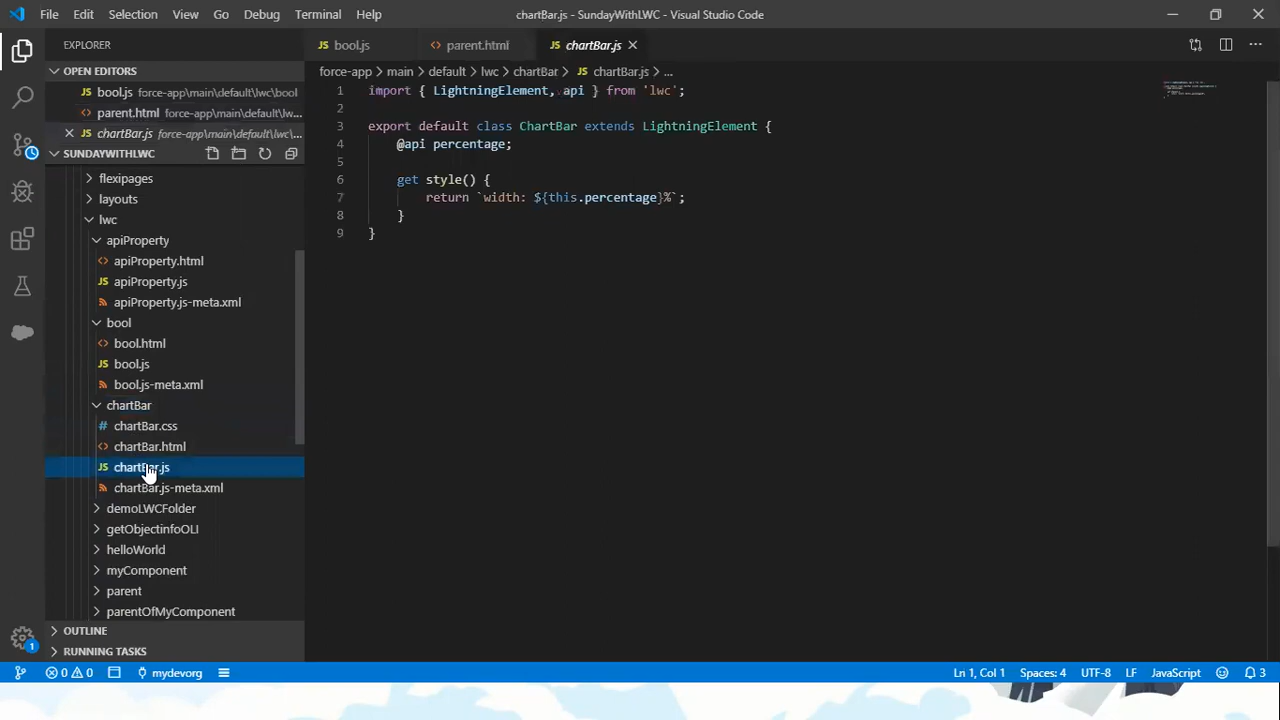 File Edit Selection View Go Debug Terminal Help
chartBar.js - SundayWithLWC - Visual Studio Code
EXPLORER
OPEN EDITORS
bool.js force-app\main\default\lwc\bool
parent.html force-app\main\default\lw...
chartBar.js force-app\main\default\lwc\...
SUNDAYWITHLWC
flexipages
layouts
lwc
apiProperty
apiProperty.html
apiProperty.js
apiProperty.js-meta.xml
bool
bool.html
bool.js
bool.js-meta.xml
chartBar
chartBar.css
chartBar.html
chartBar.js
chartBar.js-meta.xml
demoLWCFolder
getObjectinfoOLI
helloWorld
myComponent
parent
parentOfMyComponent
OUTLINE
RUNNING TASKS
bool.js parent.html chartBar.js
force-app > main > default > lwc > chartBar > JS chartBar.js > ...
1 import { LightningElement, api } from 'lwc';
2
3 export default class ChartBar extends LightningElement {
4 @api percentage;
5
6 get style() {
7 return `width: ${this.percentage}%`;
8 }
9 }
0 0 mydevorg Ln 1, Col 1 Spaces: 4 UTF-8 LF JavaScript 3